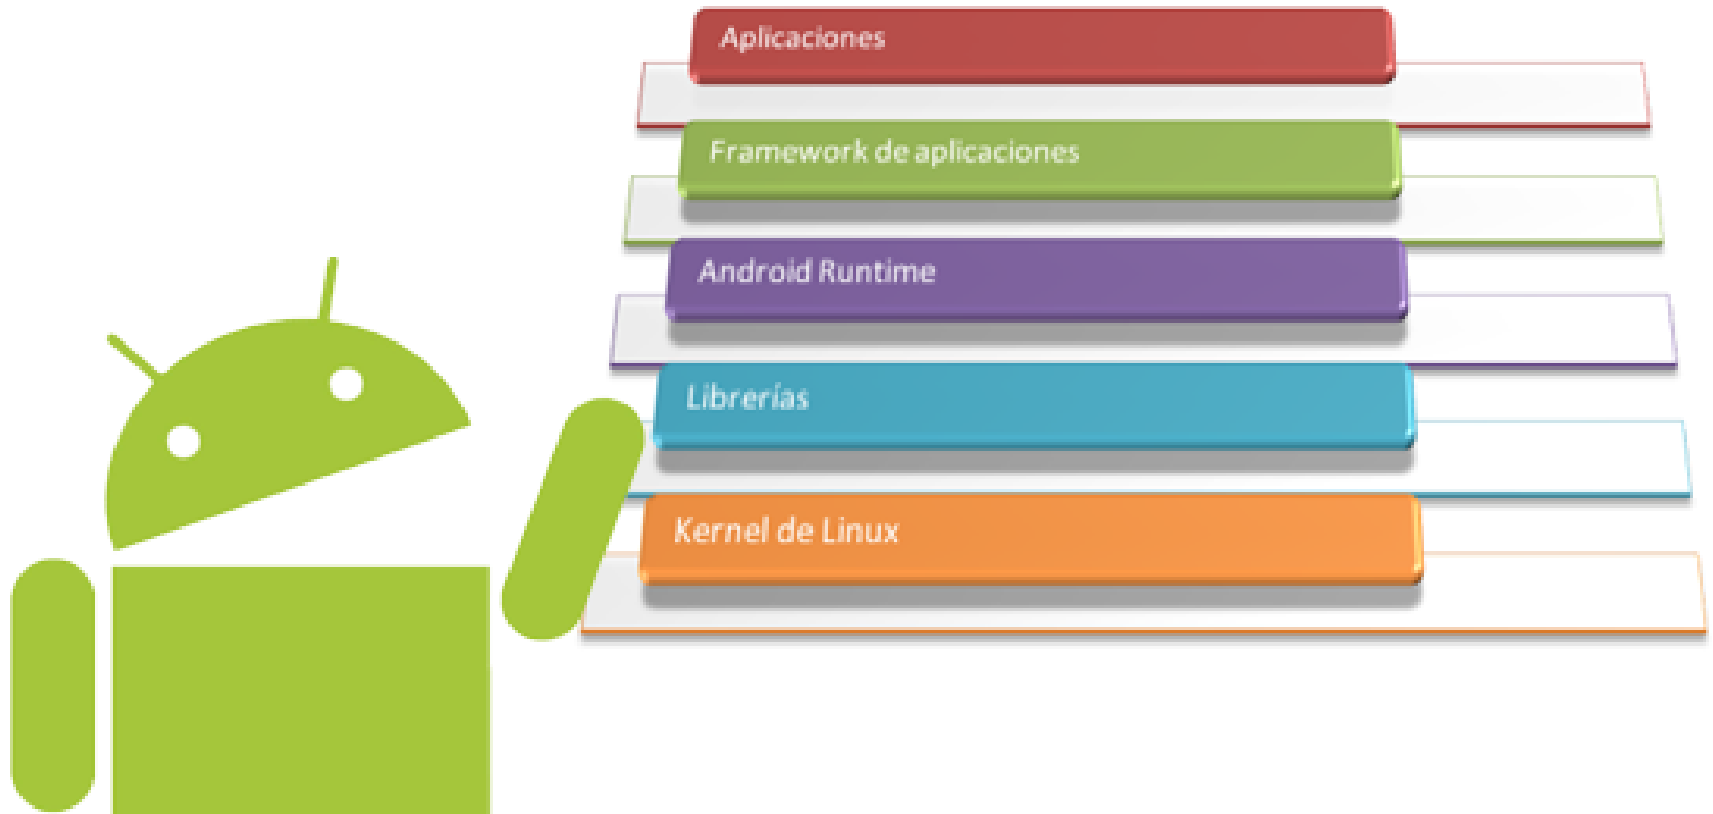 Aplicaciones
Framework de aplicaciones
Android Runtime
Librerías
Kernel de Linux